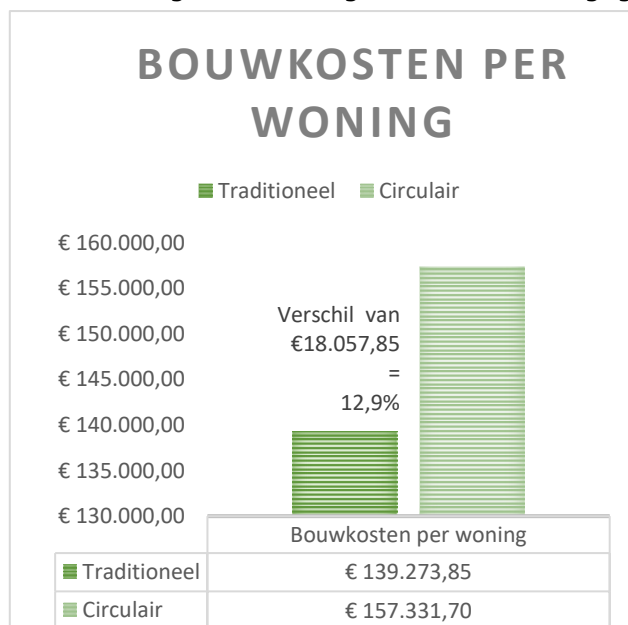 BOUWKOSTEN PER
WONING
Traditioneel Circulair
€ 160.000,00
€ 155.000,00
€ 150.000,00
€ 145.000,00
€ 140.000,00
€ 135.000,00
€ 130.000,00
Verschil van
€18.057,85
=
12,9%
Bouwkosten per woning
Traditioneel € 139.273,85
Circulair € 157.331,70